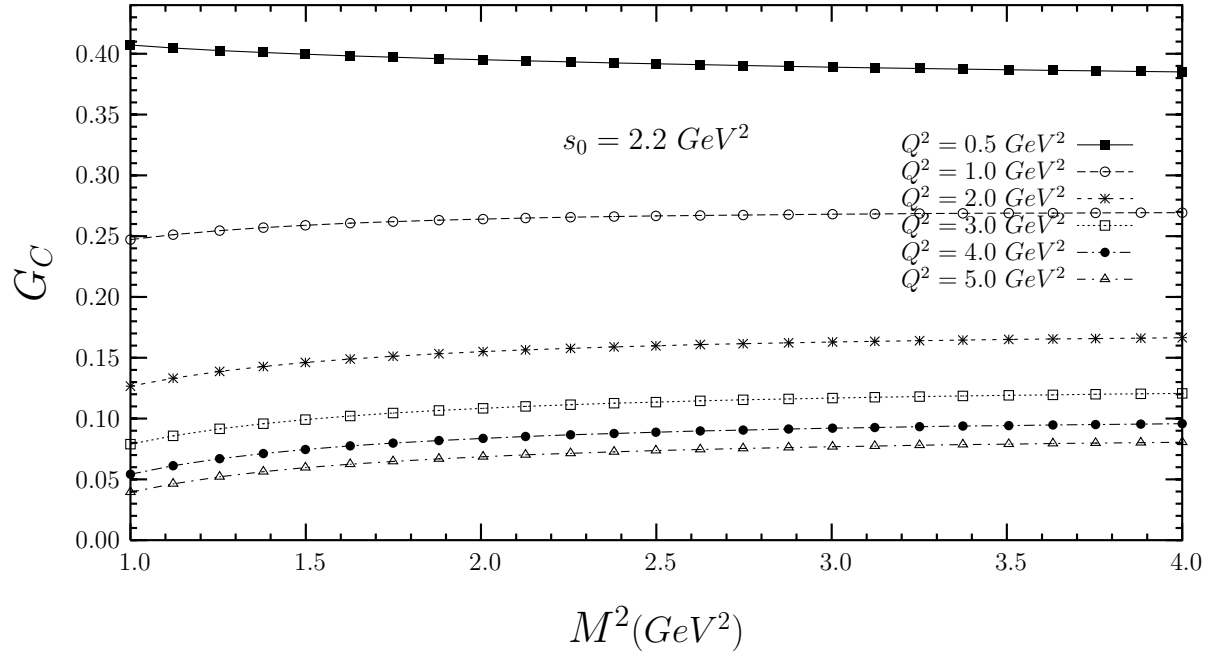 0.40
0.35
0.30
0.25
0.20
0.15
0.10
0.05
0.00
G_C
s_0 = 2.2 GeV^2
Q^2 = 0.5 GeV^2
Q^2 = 1.0 GeV^2
Q^2 = 2.0 GeV^2
Q^2 = 3.0 GeV^2
Q^2 = 4.0 GeV^2
Q^2 = 5.0 GeV^2
1.0 1.5 2.0 2.5 3.0 3.5 4.0
M^2(GeV^2)